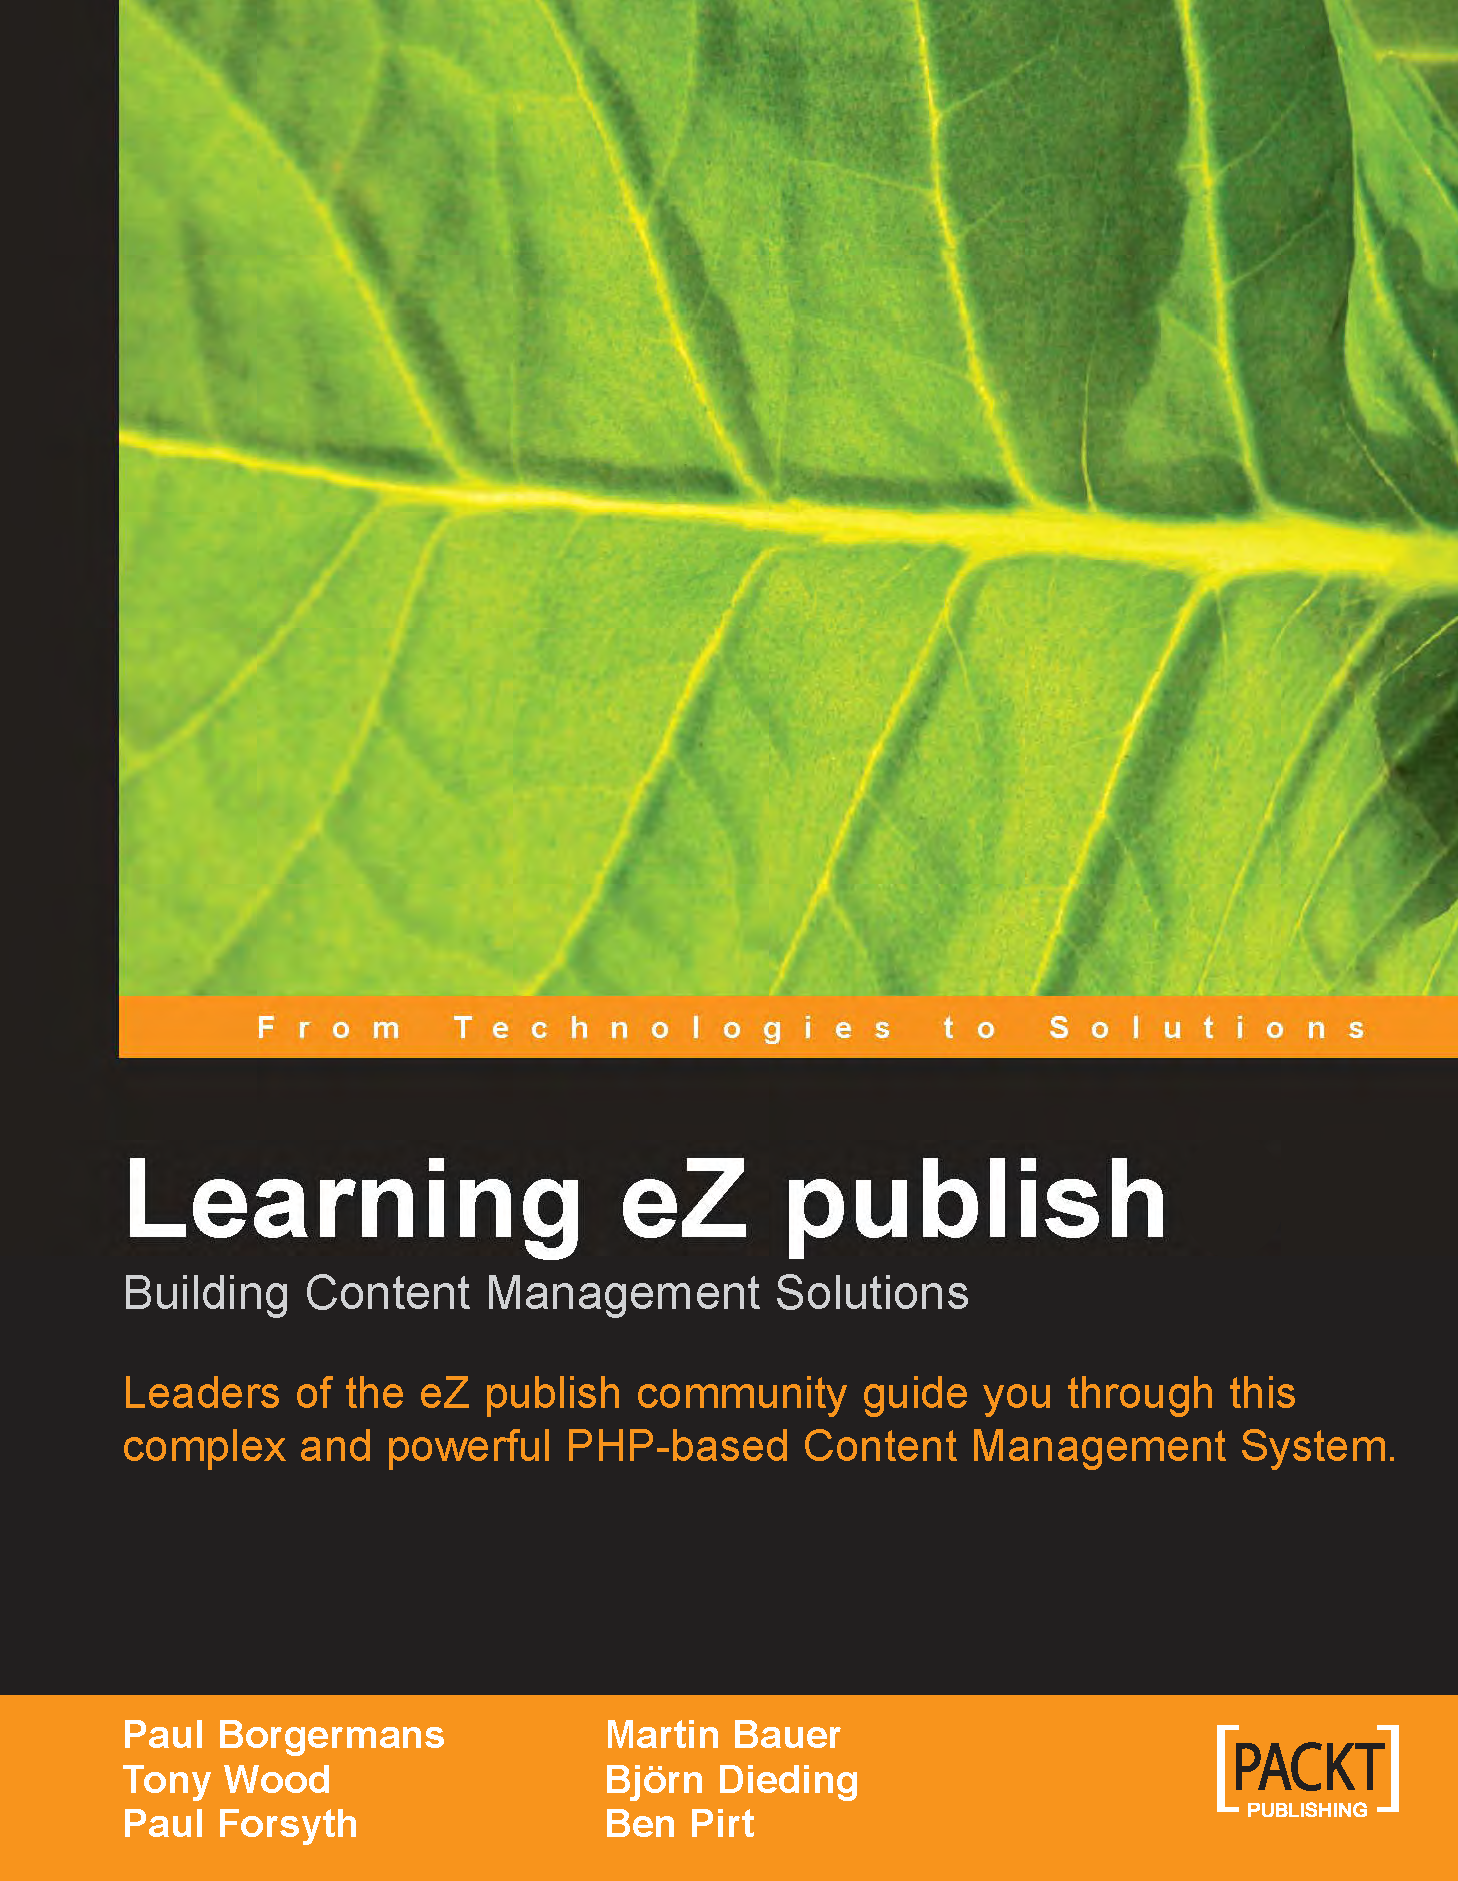 From Technologies to Solutions
Learning eZ publish
Building Content Management Solutions
Leaders of the eZ publish community guide you through this
complex and powerful PHP-based Content Management System.
Paul Borgermans
Tony Wood
Paul Forsyth
Martin Bauer
Björn Dieding
Ben Pirt
[PACKT]
PUBLISHING